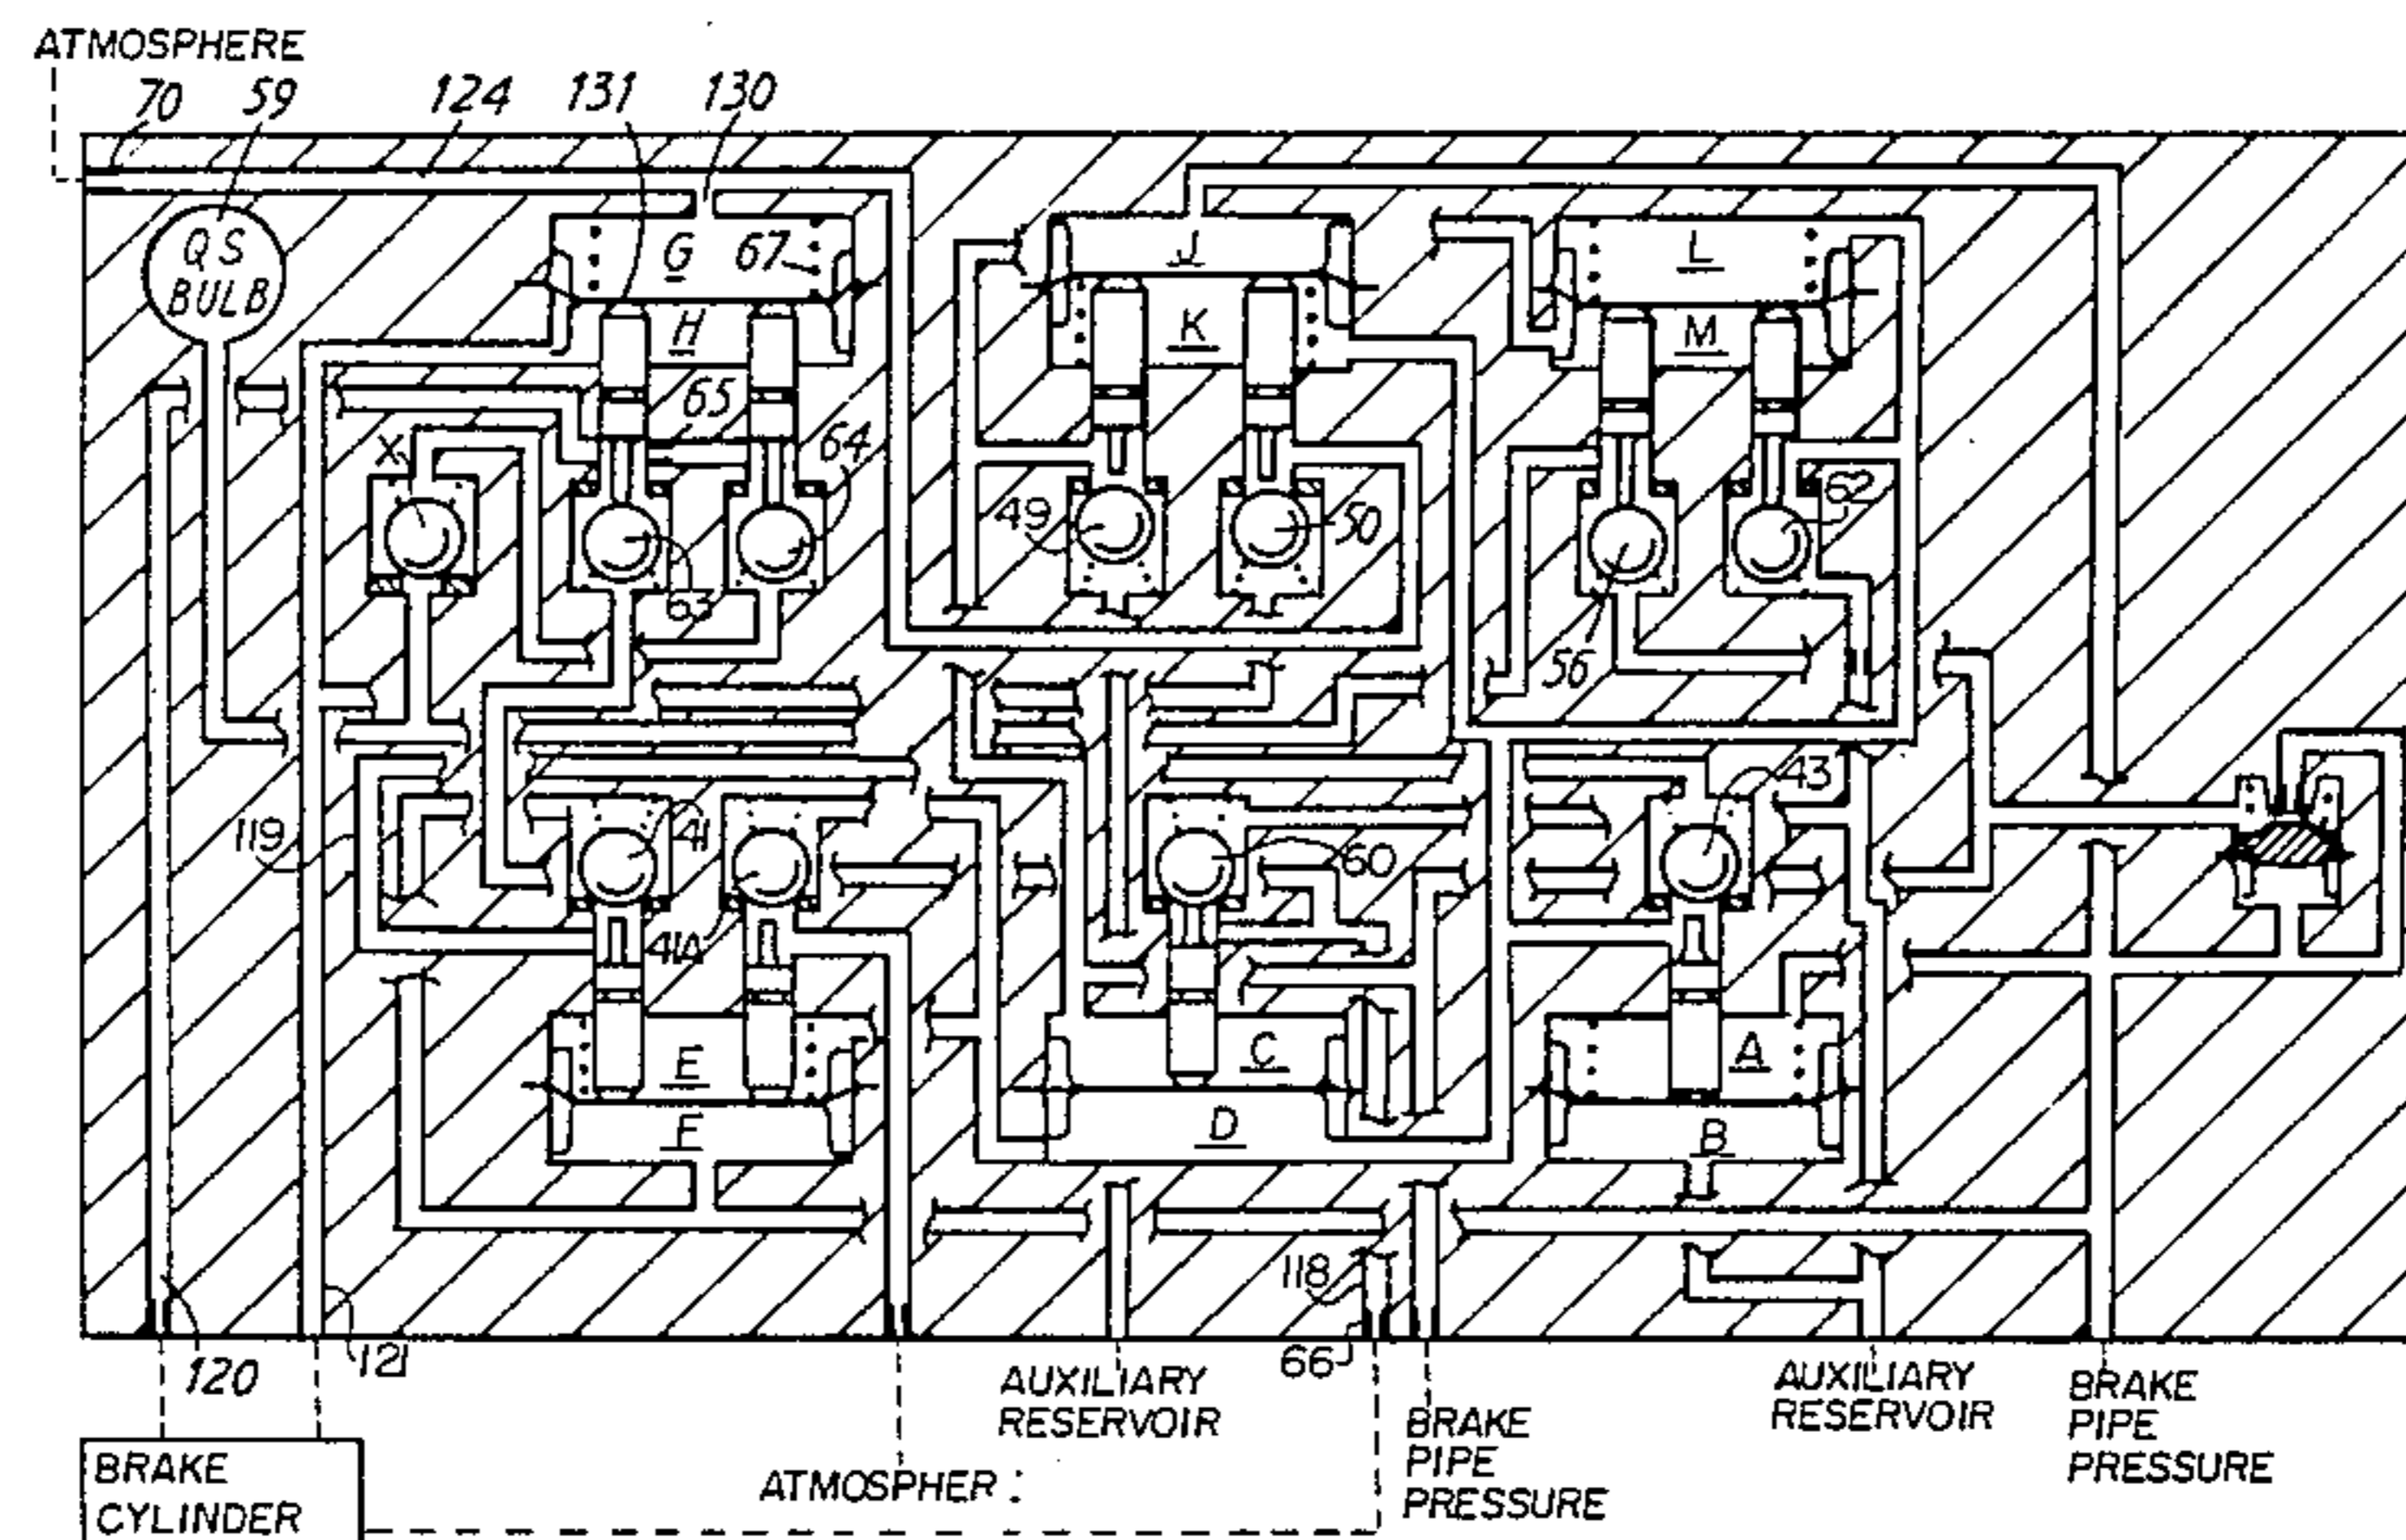 ATMOSPHERE
70 59 124 131 130
QS
BULB
G 67 J L
H K M
65
X 64
49 50 62
63
56
43
119 41 60
41A
E C A
F D B
118
120 121 66
AUXILIARY
RESERVOIR
BRAKE
PIPE
PRESSURE
AUXILIARY
RESERVOIR
BRAKE
PIPE
PRESSURE
BRAKE
CYLINDER
ATMOSPHER :